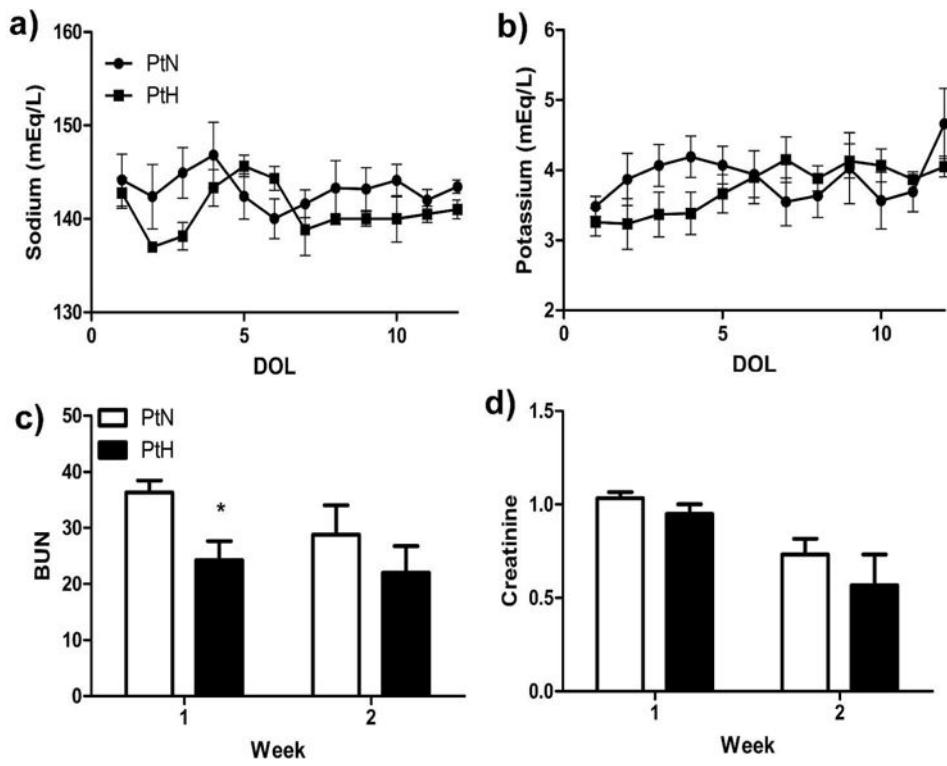 a)
160
150
140
130
Sodium (mEq/L)
PtN
PtH
0 5 10
DOL
b)
5
4
3
2
Potassium (mEq/L)
0 5 10
DOL
c)
50
40
30
20
10
0
BUN
PtN
PtH
*
1 2
Week
d)
1.5
1.0
0.5
0.0
Creatinine
1 2
Week